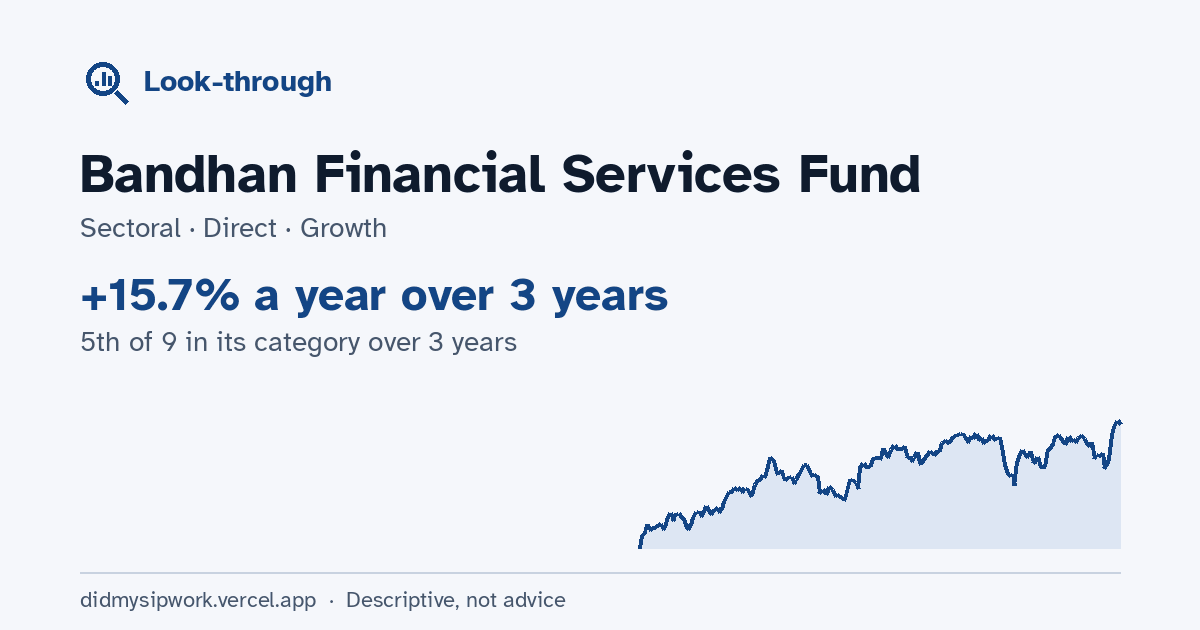 Look-through
Bandhan Financial Services Fund
Sectoral · Direct · Growth
+15.7% a year over 3 years
5th of 9 in its category over 3 years
didmysipwork.vercel.app · Descriptive, not advice